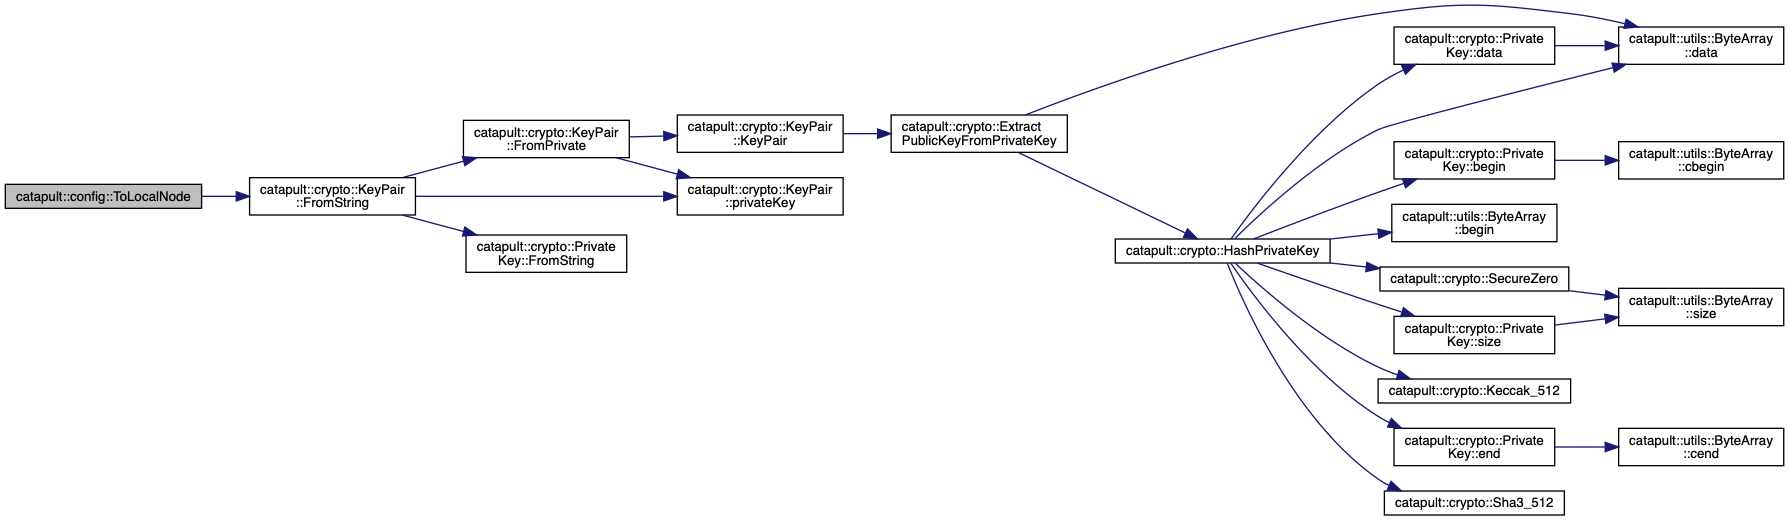 catapult::config::ToLocalNode
catapult::crypto::KeyPair
::FromString
catapult::crypto::KeyPair
::FromPrivate
catapult::crypto::Private
Key::FromString
catapult::crypto::KeyPair
::KeyPair
catapult::crypto::KeyPair
::privateKey
catapult::crypto::Extract
PublicKeyFromPrivateKey
catapult::crypto::HashPrivateKey
catapult::crypto::Private
Key::data
catapult::crypto::Private
Key::begin
catapult::utils::ByteArray
::begin
catapult::crypto::SecureZero
catapult::crypto::Private
Key::size
catapult::crypto::Keccak_512
catapult::crypto::Private
Key::end
catapult::crypto::Sha3_512
catapult::utils::ByteArray
::data
catapult::utils::ByteArray
::cbegin
catapult::utils::ByteArray
::size
catapult::utils::ByteArray
::cend